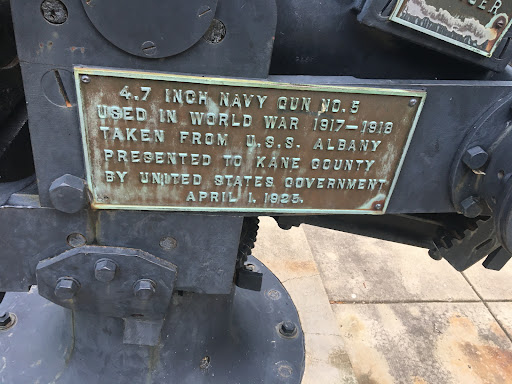 GER
4.7 INCH NAVY GUN NO. 5
USED IN WORLD WAR 1917-1918
TAKEN FROM U.S.S. ALBANY
PRESENTED TO KANE COUNTY
BY UNITED STATES GOVERNMENT
APRIL 1, 1925.